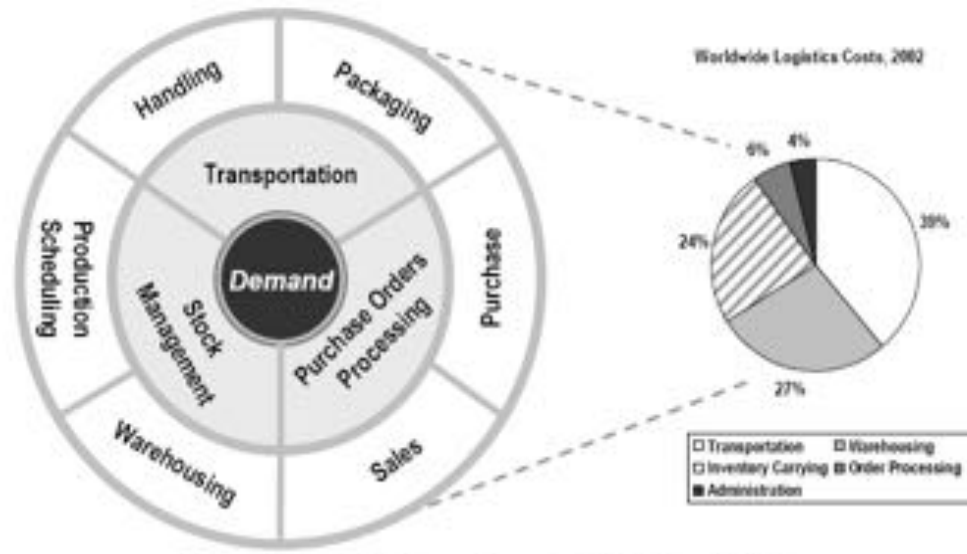 Handling
Packaging
Transportation
Production
Scheduling
Demand
Purchase
Stock
Management
Purchase Orders
Processing
Warehousing
Sales
Worldwide Logistics Costs, 2002
6%
4%
24%
39%
27%
Transportation
Warehousing
Inventory Carrying
Order Processing
Administration